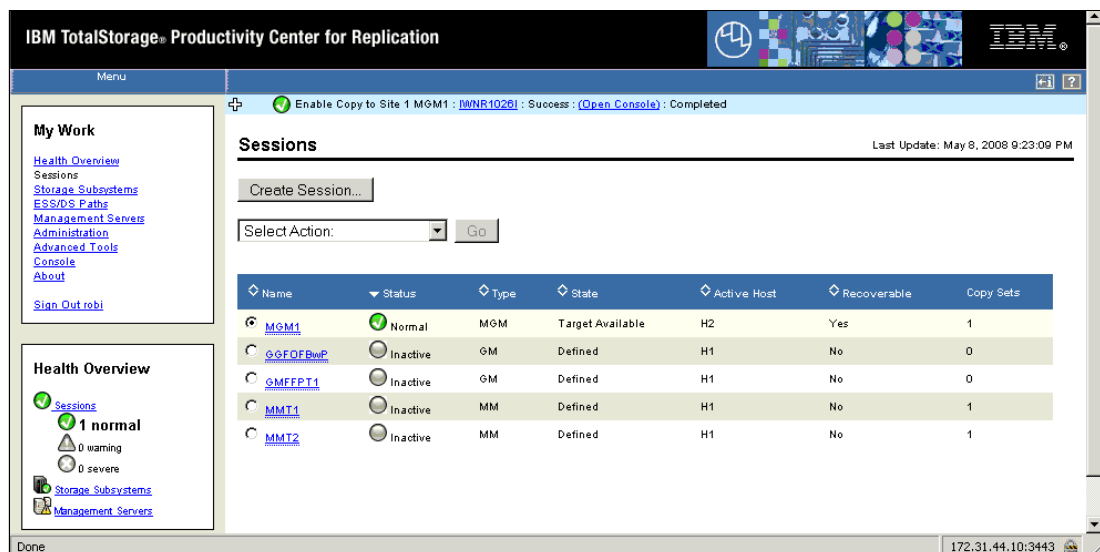 IBM TotalStorage® Productivity Center for Replication
IBM®
Menu
?
Enable Copy to Site 1 MGM1 : IWNR1026I : Success : (Open Console) : Completed
My Work
Health Overview
Sessions
Storage Subsystems
ESS/DS Paths
Management Servers
Administration
Advanced Tools
Console
About
Sign Out robi
Health Overview
Sessions
1 normal
0 warning
0 severe
Storage Subsystems
Management Servers
Sessions
Last Update: May 8, 2008 9:23:09 PM
Create Session...
Select Action:
Go
Name Status Type State Active Host Recoverable Copy Sets
MGM1 Normal MGM Target Available H2 Yes 1
GGFOFBwP Inactive GM Defined H1 No 0
GMFFPT1 Inactive GM Defined H1 No 0
MMT1 Inactive MM Defined H1 No 1
MMT2 Inactive MM Defined H1 No 1
Done
172.31.44.10:3443